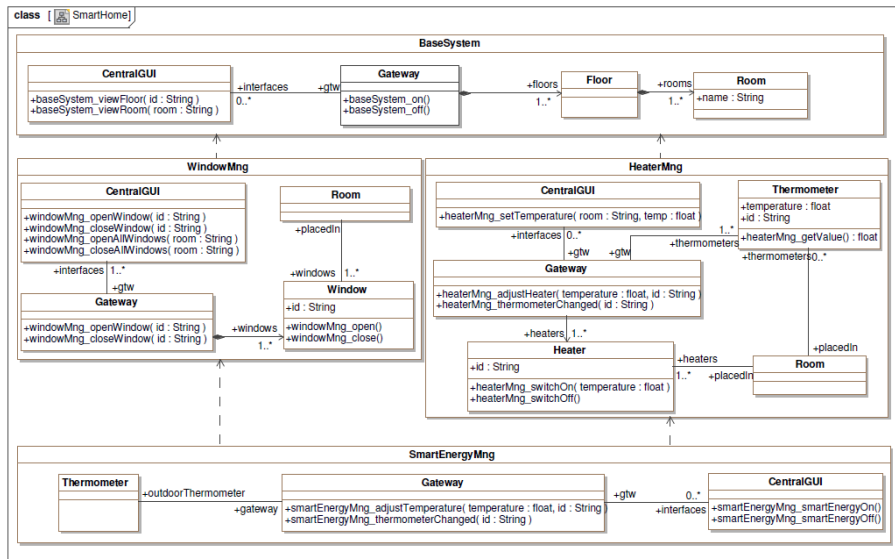 class [ SmartHome]
BaseSystem
CentralGUI
+baseSystem_viewFloor( id : String )
+baseSystem_viewRoom( room : String )
+interfaces
0..*
+gtw
Gateway
+baseSystem_on()
+baseSystem_off()
+floors
1..*
Floor
+rooms
1..*
Room
+name : String
WindowMng
CentralGUI
+windowMng_openWindow( id : String )
+windowMng_closeWindow( id : String )
+windowMng_openAllWindows( room : String )
+windowMng_closeAllWindows( room : String )
+interfaces
1..*
+gtw
Gateway
+windowMng_openWindow( id : String )
+windowMng_closeWindow( id : String )
+windows
1..*
Room
+placedIn
+windows
1..*
Window
+id : String
+windowMng_open()
+windowMng_close()
HeaterMng
CentralGUI
+heaterMng_setTemperature( room : String, temp : float )
+interfaces
0..*
+gtw
Thermometer
+temperature : float
+id : String
+heaterMng_getValue() : float
1..*
+thermometers
+gtw
+thermometers
0..*
Gateway
+heaterMng_adjustHeater( temperature : float, id : String )
+heaterMng_thermometerChanged( id : String )
+heaters
1..*
Heater
+id : String
+heaterMng_switchOn( temperature : float )
+heaterMng_switchOff()
+heaters
1..*
+placedIn
+placedIn
Room
SmartEnergyMng
Thermometer
+outdoorThermometer
+gateway
Gateway
+smartEnergyMng_adjustTemperature( temperature : float, id : String )
+smartEnergyMng_thermometerChanged( id : String )
+gtw
0..*
+interfaces
CentralGUI
+smartEnergyMng_smartEnergyOn()
+smartEnergyMng_smartEnergyOff()